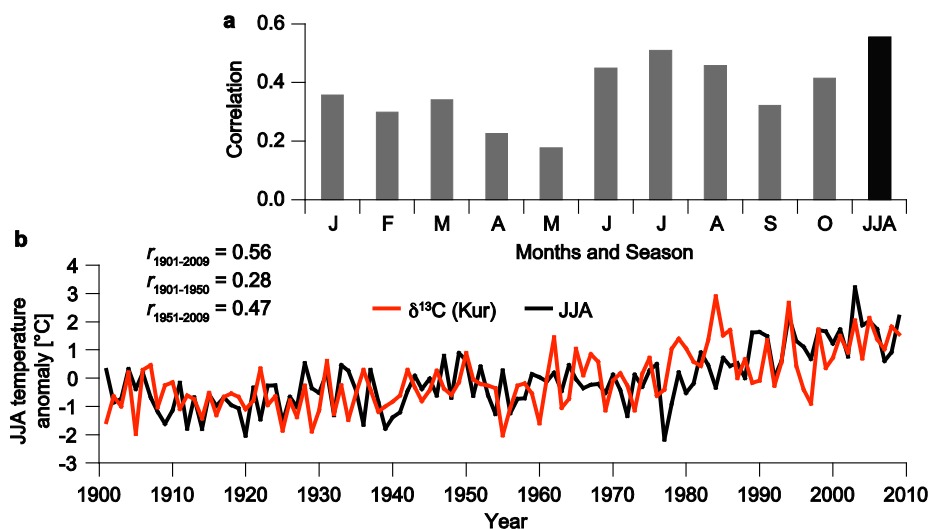 a
0.6
0.4
0.2
0.0
Correlation
J F M A M J J A S O JJA
Months and Season
b
r1901-2009 = 0.56
r1901-1950 = 0.28
r1951-2009 = 0.47
δ¹³C (Kur) JJA
4
3
2
1
0
-1
-2
-3
JJA temperature
anomaly [°C]
1900 1910 1920 1930 1940 1950 1960 1970 1980 1990 2000 2010
Year